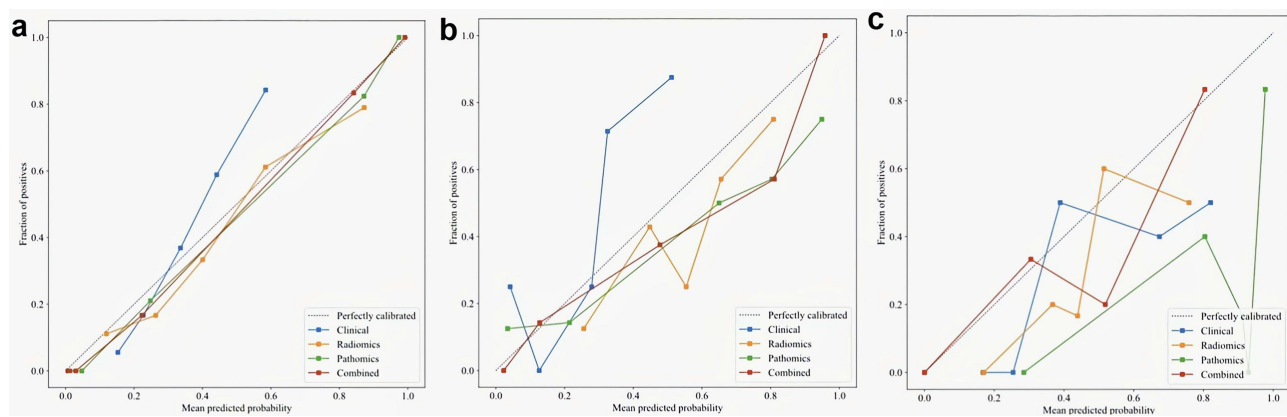 a
1.0
0.8
0.6
0.4
0.2
0.0
Fraction of positives
0.0 0.2 0.4 0.6 0.8 1.0
Mean predicted probability
Perfectly calibrated
Clinical
Radiomics
Pathomics
Combined
b
1.0
0.8
0.6
0.4
0.2
0.0
Fraction of positives
0.0 0.2 0.4 0.6 0.8 1.0
Mean predicted probability
Perfectly calibrated
Clinical
Radiomics
Pathomics
Combined
c
1.0
0.8
0.6
0.4
0.2
0.0
Fraction of positives
0.0 0.2 0.4 0.6 0.8 1.0
Mean predicted probability
Perfectly calibrated
Clinical
Radiomics
Pathomics
Combined